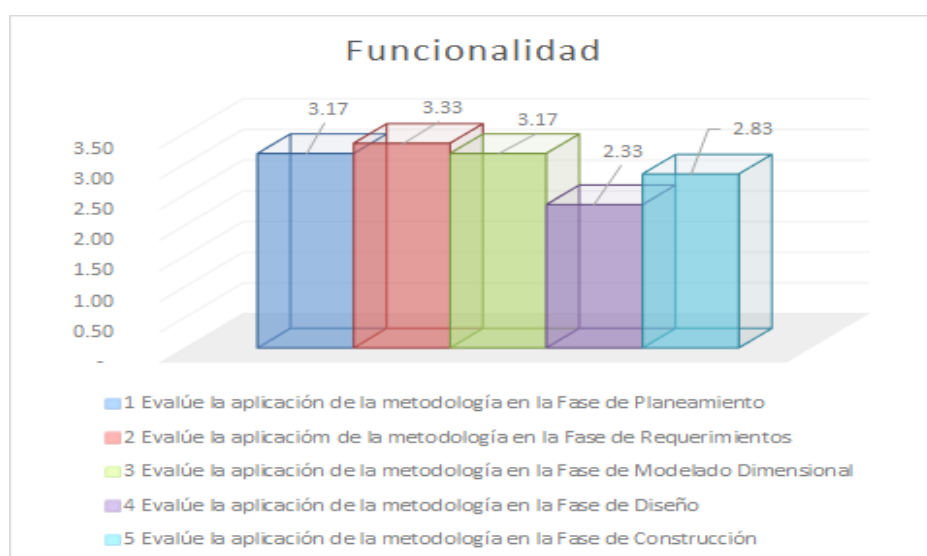 Funcionalidad
3.17
3.33
3.17
2.33
2.83
3.50
3.00
2.50
2.00
1.50
1.00
0.50
-
1 Evalúe la aplicación de la metodología en la Fase de Planeamiento
2 Evalúe la aplicacióm de la metodología en la Fase de Requerimientos
3 Evalúe la aplicación de la metodología en la Fase de Modelado Dimensional
4 Evalúe la aplicación de la metodología en la Fase de Diseño
5 Evalúe la aplicación de la metodología en la Fase de Construcción